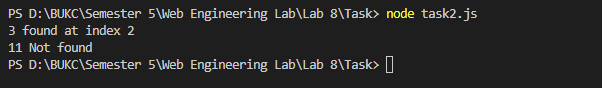 PS D:\BUKC\Semester 5\Web Engineering Lab\Lab 8\Task> node task2.js
3 found at index 2
11 Not found
PS D:\BUKC\Semester 5\Web Engineering Lab\Lab 8\Task>